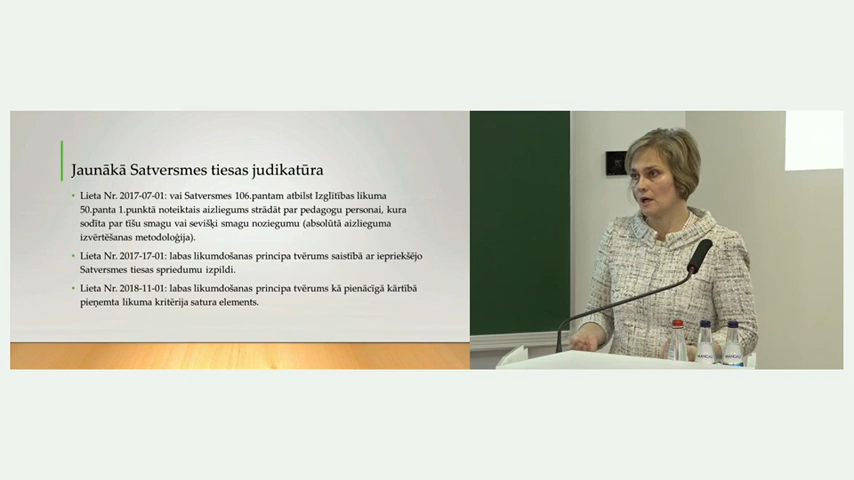 Jaunākā Satversmes tiesas judikatūra
Lieta Nr. 2017-07-01: vai Satversmes 106.pantam atbilst Izglītības likuma
50.panta 1.punktā noteiktais aizliegums strādāt par pedagogu personai, kura
sodīta par tīšu smagu vai sevišķi smagu noziegumu (absolūtā aizlieguma
izvērtēšanas metodoloģija).
Lieta Nr. 2017-17-01: labas likumdošanas principa tvērums saistībā ar iepriekšējo
Satversmes tiesas spriedumu izpildi.
Lieta Nr. 2018-11-01: labas likumdošanas principa tvērums kā pienācīgā kārtībā
pieņemta likuma kritērija satura elements.